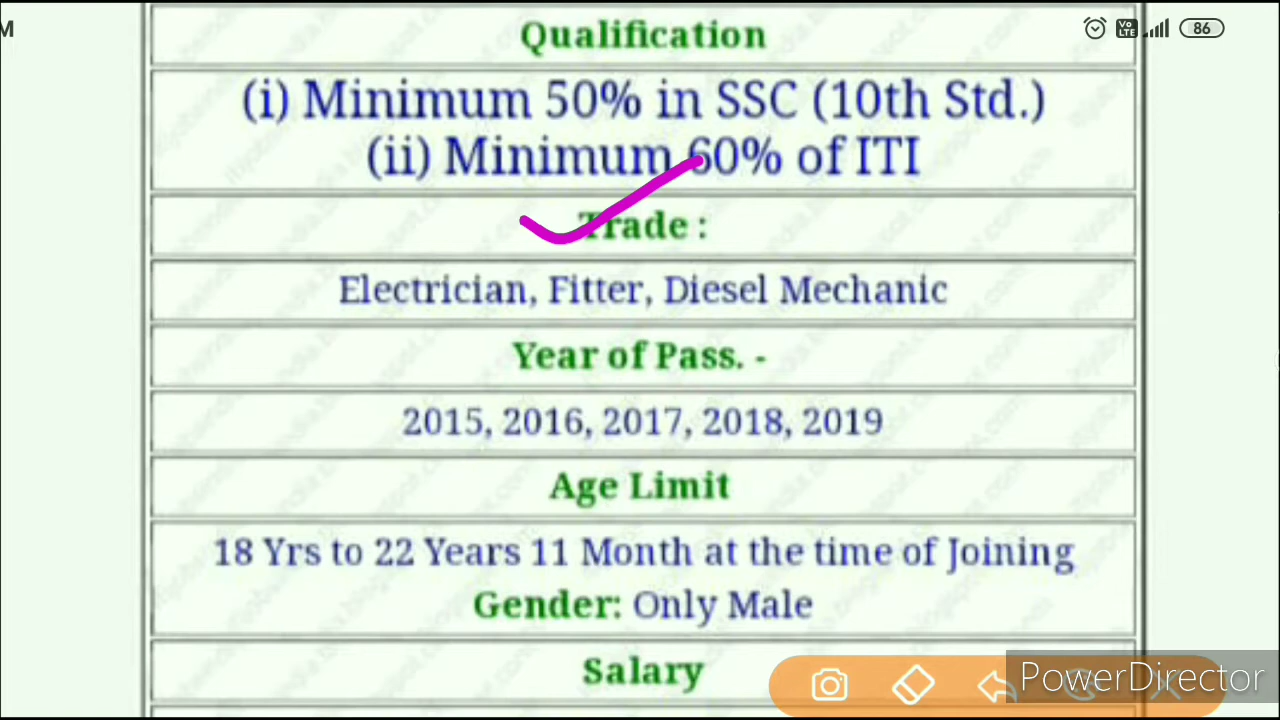 M
Vo
LTE
86
Qualification
(i) Minimum 50% in SSC (10th Std.)
(ii) Minimum 60% of ITI
Trade :
Electrician, Fitter, Diesel Mechanic
Year of Pass. -
2015, 2016, 2017, 2018, 2019
Age Limit
18 Yrs to 22 Years 11 Month at the time of Joining
Gender: Only Male
Salary
PowerDirector